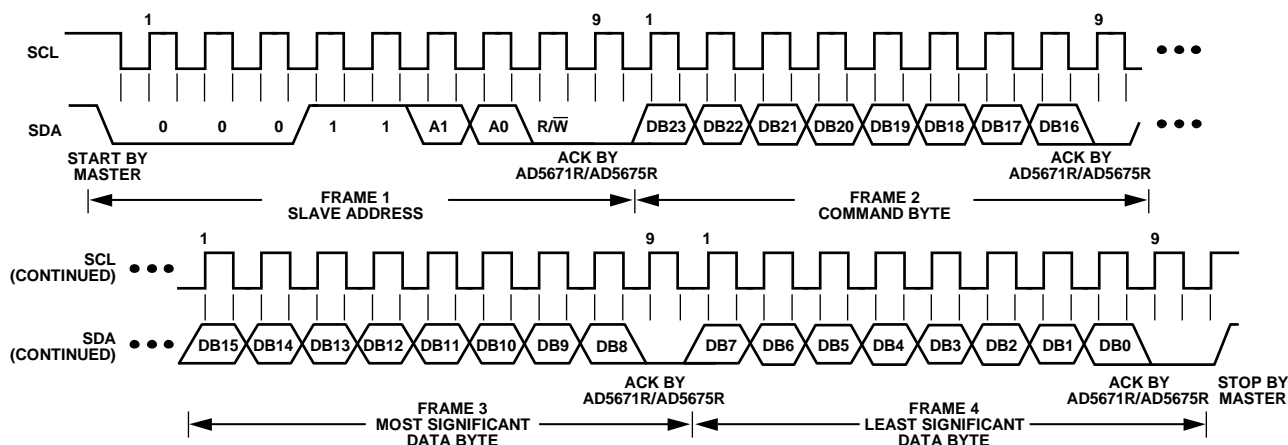 1 9 1 9
SCL
SDA 0 0 0 1 1 A1 A0 R/W̅ DB23 DB22 DB21 DB20 DB19 DB18 DB17 DB16
START BY
MASTER
ACK BY
AD5671R/AD5675R
ACK BY
AD5671R/AD5675R
FRAME 1
SLAVE ADDRESS
FRAME 2
COMMAND BYTE
1 9 1 9
SCL
(CONTINUED)
SDA
(CONTINUED)
DB15 DB14 DB13 DB12 DB11 DB10 DB9 DB8 DB7 DB6 DB5 DB4 DB3 DB2 DB1 DB0
ACK BY
AD5671R/AD5675R
ACK BY
AD5671R/AD5675R
STOP BY
MASTER
FRAME 3
MOST SIGNIFICANT
DATA BYTE
FRAME 4
LEAST SIGNIFICANT
DATA BYTE